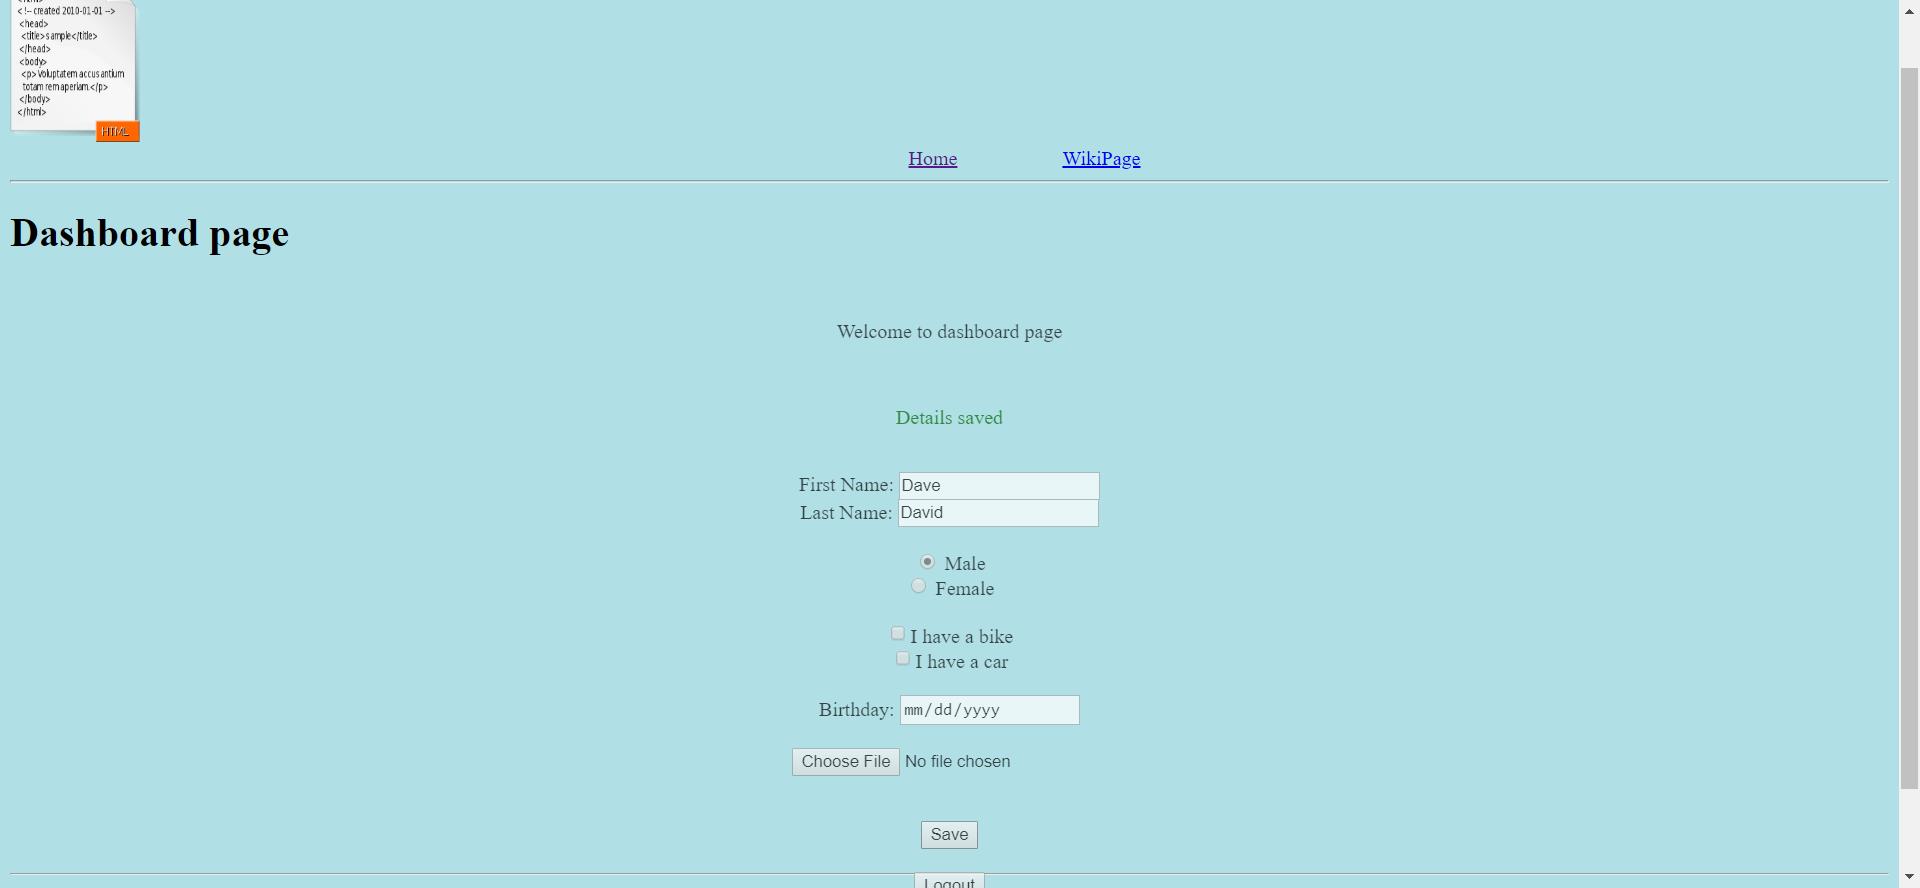 <!-- created 2010-01-01 -->
<head>
<title>sample</title>
</head>
<body>
<p>Voluptatem accusantium
totam rem aperiam.</p>
</body>
</html>
HTML
Home WikiPage
Dashboard page
Welcome to dashboard page
Details saved
First Name: Dave
Last Name: David
Male
Female
I have a bike
I have a car
Birthday: mm/dd/yyyy
Choose File No file chosen
Save
Logout